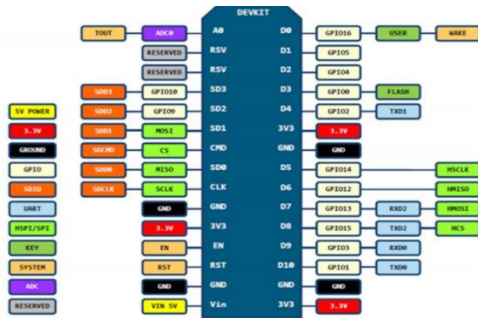 DEVKIT
TOUT ADC0 A0 D0 GPIO16 USER WAKE
RESERVED RSV D1 GPIO5
RESERVED RSV D2 GPIO4
SDD3 GPIO10 SD3 D3 GPIO0 FLASH
5V POWER SDD2 GPIO9 SD2 D4 GPIO2 TXD1
3.3V SDD1 MOSI SD1 3V3 3.3V
GROUND SDCMD CS CMD GND GND
GPIO SDD0 MISO SD0 D5 GPIO14 HSCLK
SDIO SDCLK SCLK CLK D6 GPIO12 HMISO
UART GND GND D7 GPIO13 RXD2 HMOSI
HSPI/SPI 3.3V 3V3 D8 GPIO15 TXD2 HCS
KEY EN EN D9 GPIO3 RXD0
SYSTEM RST RST D10 GPIO1 TXD0
ADC GND GND GND GND
RESERVED VIN 5V Vin 3V3 3.3V